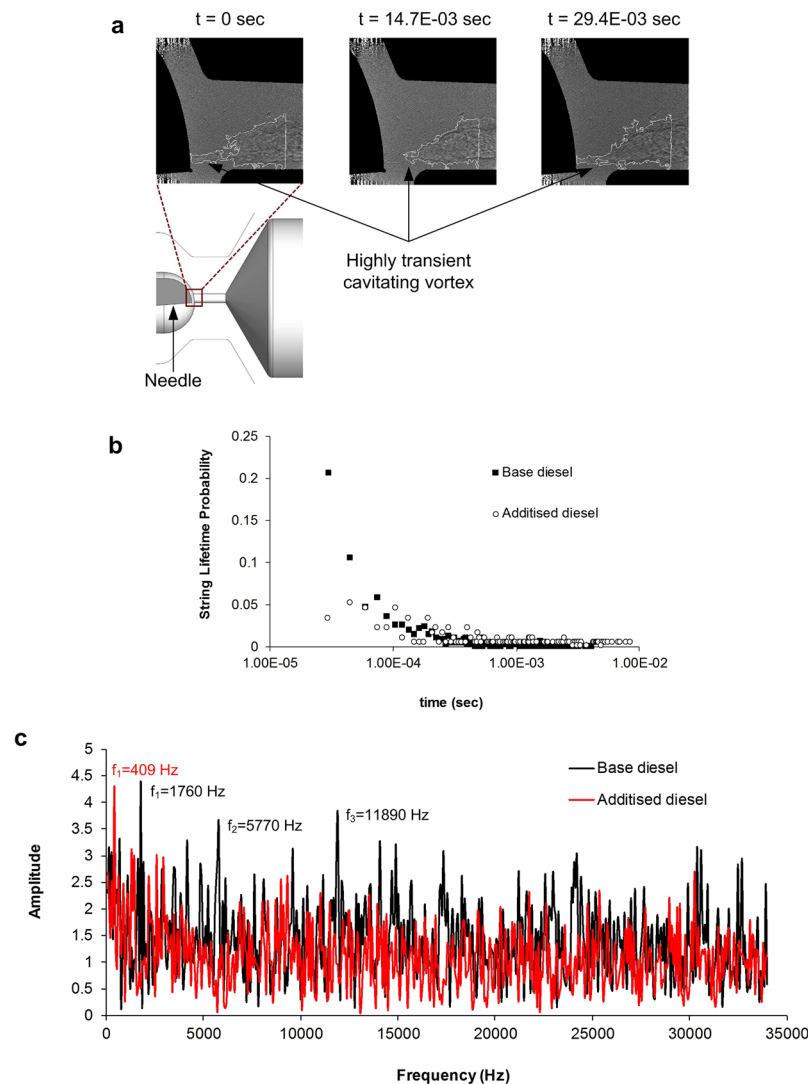 a
t = 0 sec
t = 14.7E-03 sec
t = 29.4E-03 sec
Highly transient
cavitating vortex
Needle
b
0.25
0.2
0.15
0.1
0.05
0
String Lifetime Probability
Base diesel
Additised diesel
1.00E-05
1.00E-04
1.00E-03
1.00E-02
time (sec)
c
5
4.5
4
3.5
3
2.5
2
1.5
1
0.5
0
Amplitude
f₁=409 Hz
f₁=1760 Hz
f₂=5770 Hz
f₃=11890 Hz
Base diesel
Additised diesel
0
5000
10000
15000
20000
25000
30000
35000
Frequency (Hz)